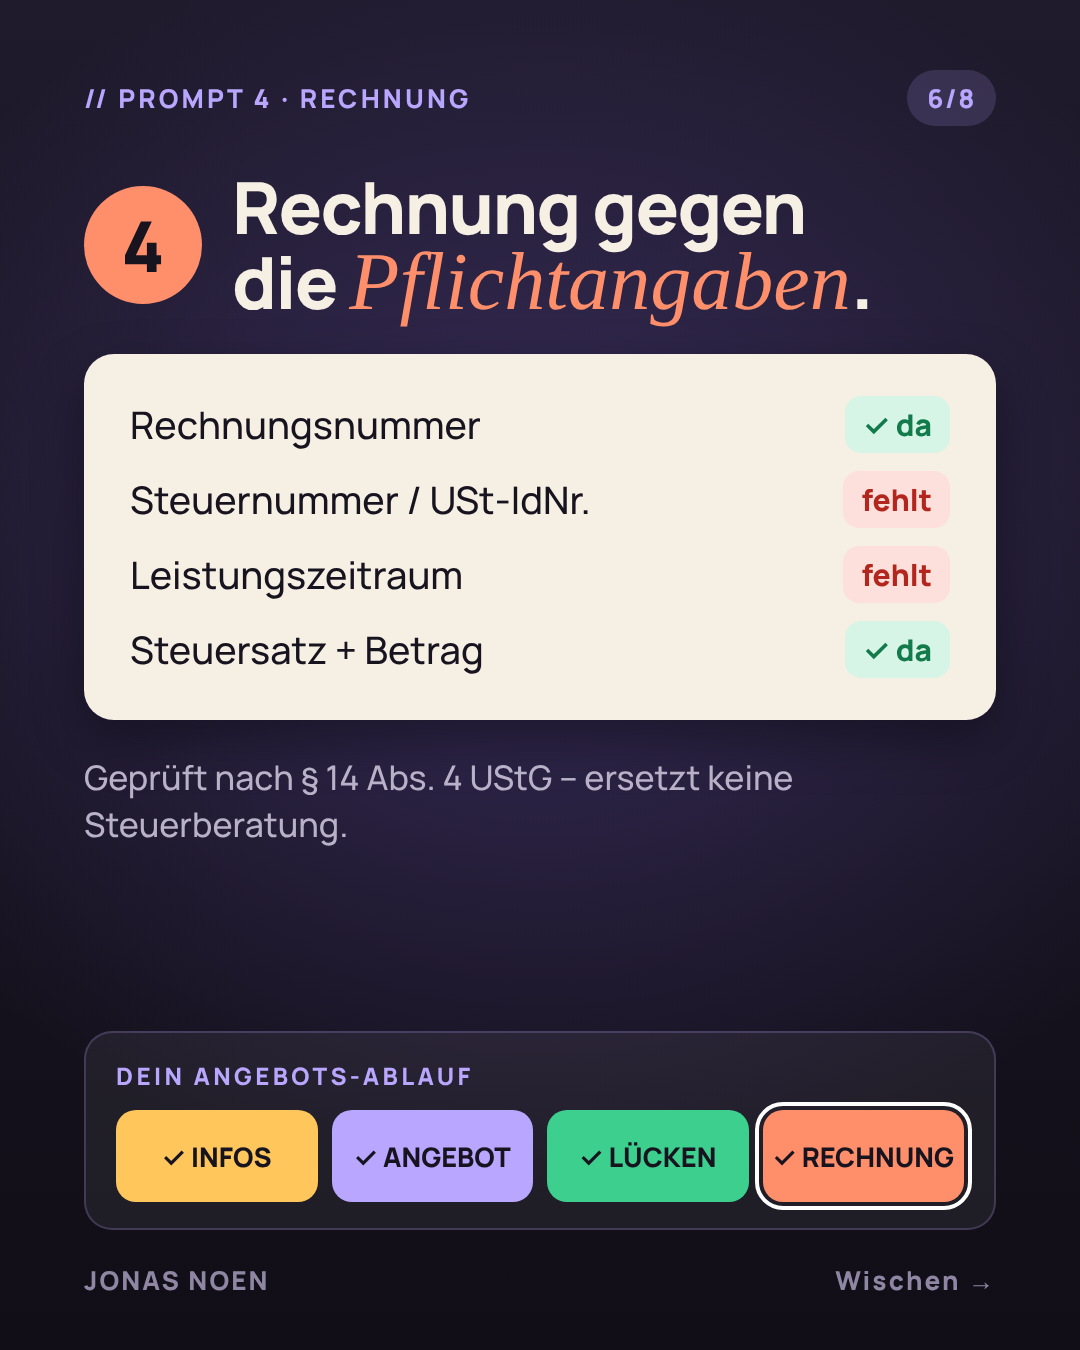 // PROMPT 4 · RECHNUNG
6/8
4
Rechnung gegen
die Pflichtangaben.
Rechnungsnummer ✓ da
Steuernummer / USt-IdNr. fehlt
Leistungszeitraum fehlt
Steuersatz + Betrag ✓ da
Geprüft nach § 14 Abs. 4 UStG – ersetzt keine
Steuerberatung.
DEIN ANGEBOTS-ABLAUF
✓ INFOS ✓ ANGEBOT ✓ LÜCKEN ✓ RECHNUNG
JONAS NOEN
Wischen →